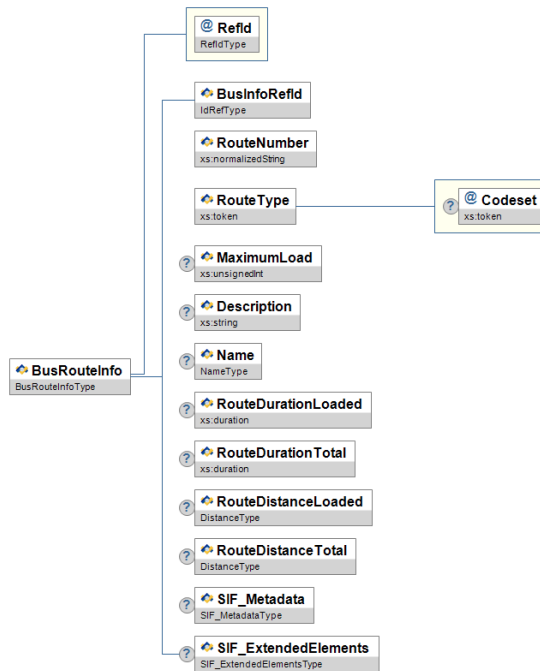 @ RefId
RefIdType
BusInfoRefId
IdRefType
RouteNumber
xs:normalizedString
RouteType
xs:token
? @ Codeset
xs:token
? MaximumLoad
xs:unsignedInt
? Description
xs:string
? Name
NameType
BusRouteInfo
BusRouteInfoType
? RouteDurationLoaded
xs:duration
? RouteDurationTotal
xs:duration
? RouteDistanceLoaded
DistanceType
? RouteDistanceTotal
DistanceType
? SIF_Metadata
SIF_MetadataType
? SIF_ExtendedElements
SIF_ExtendedElementsType